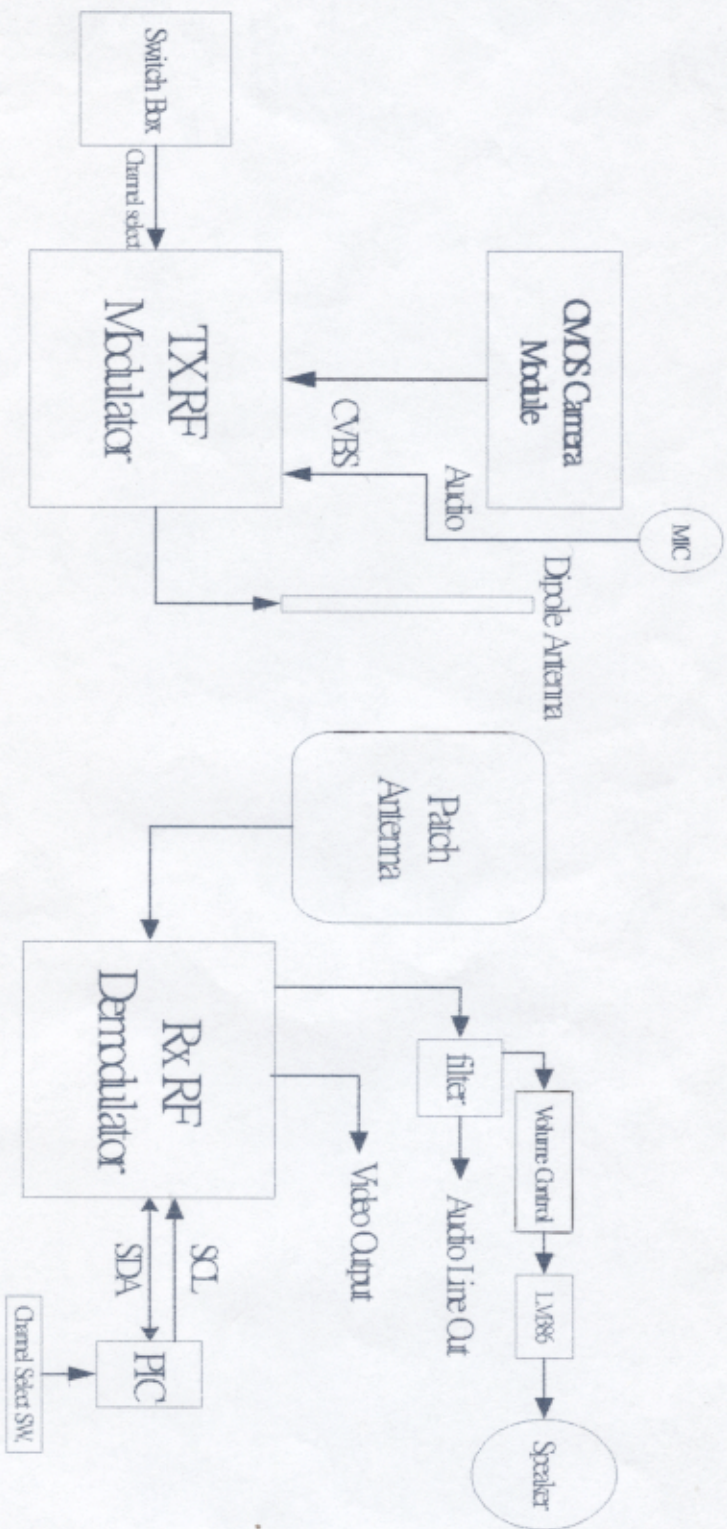 Switch Box
Channel select
TX RF
Modulator
CMOS Camera
Module
CVBS
Audio
MIC
Dipole Antenna
Patch
Antenna
Rx RF
Demodulator
filter
Volume Control
LM386
Speaker
Audio Line Out
Video Output
SCL
SDA
PIC
Channel Select SW,